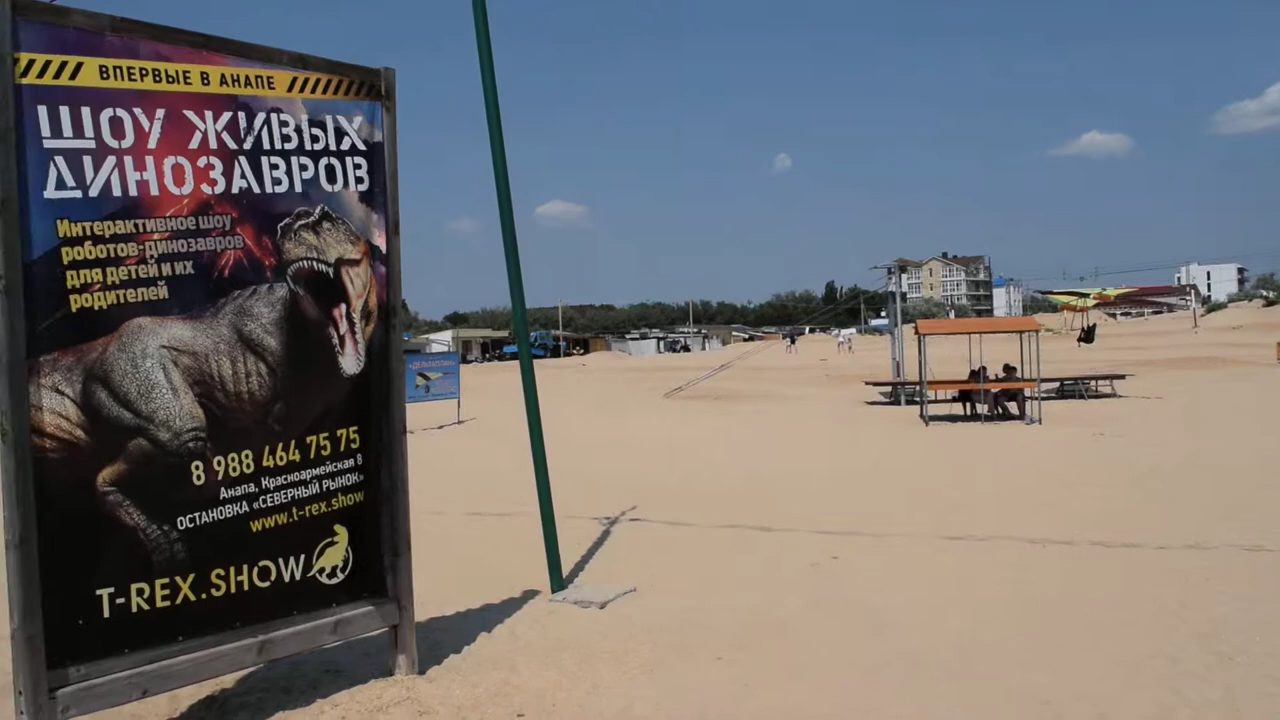 ВПЕРВЫЕ В АНАПЕ
ШОУ ЖИВЫХ
ДИНОЗАВРОВ
Интерактивное шоу
роботов-динозавров
для детей и их
родителей
8 988 464 75 75
Анапа, Красноармейская 8
ОСТАНОВКА «СЕВЕРНЫЙ РЫНОК»
www.t-rex.show
T-REX.SHOW
«ДЕЛЬТАПЛАН»